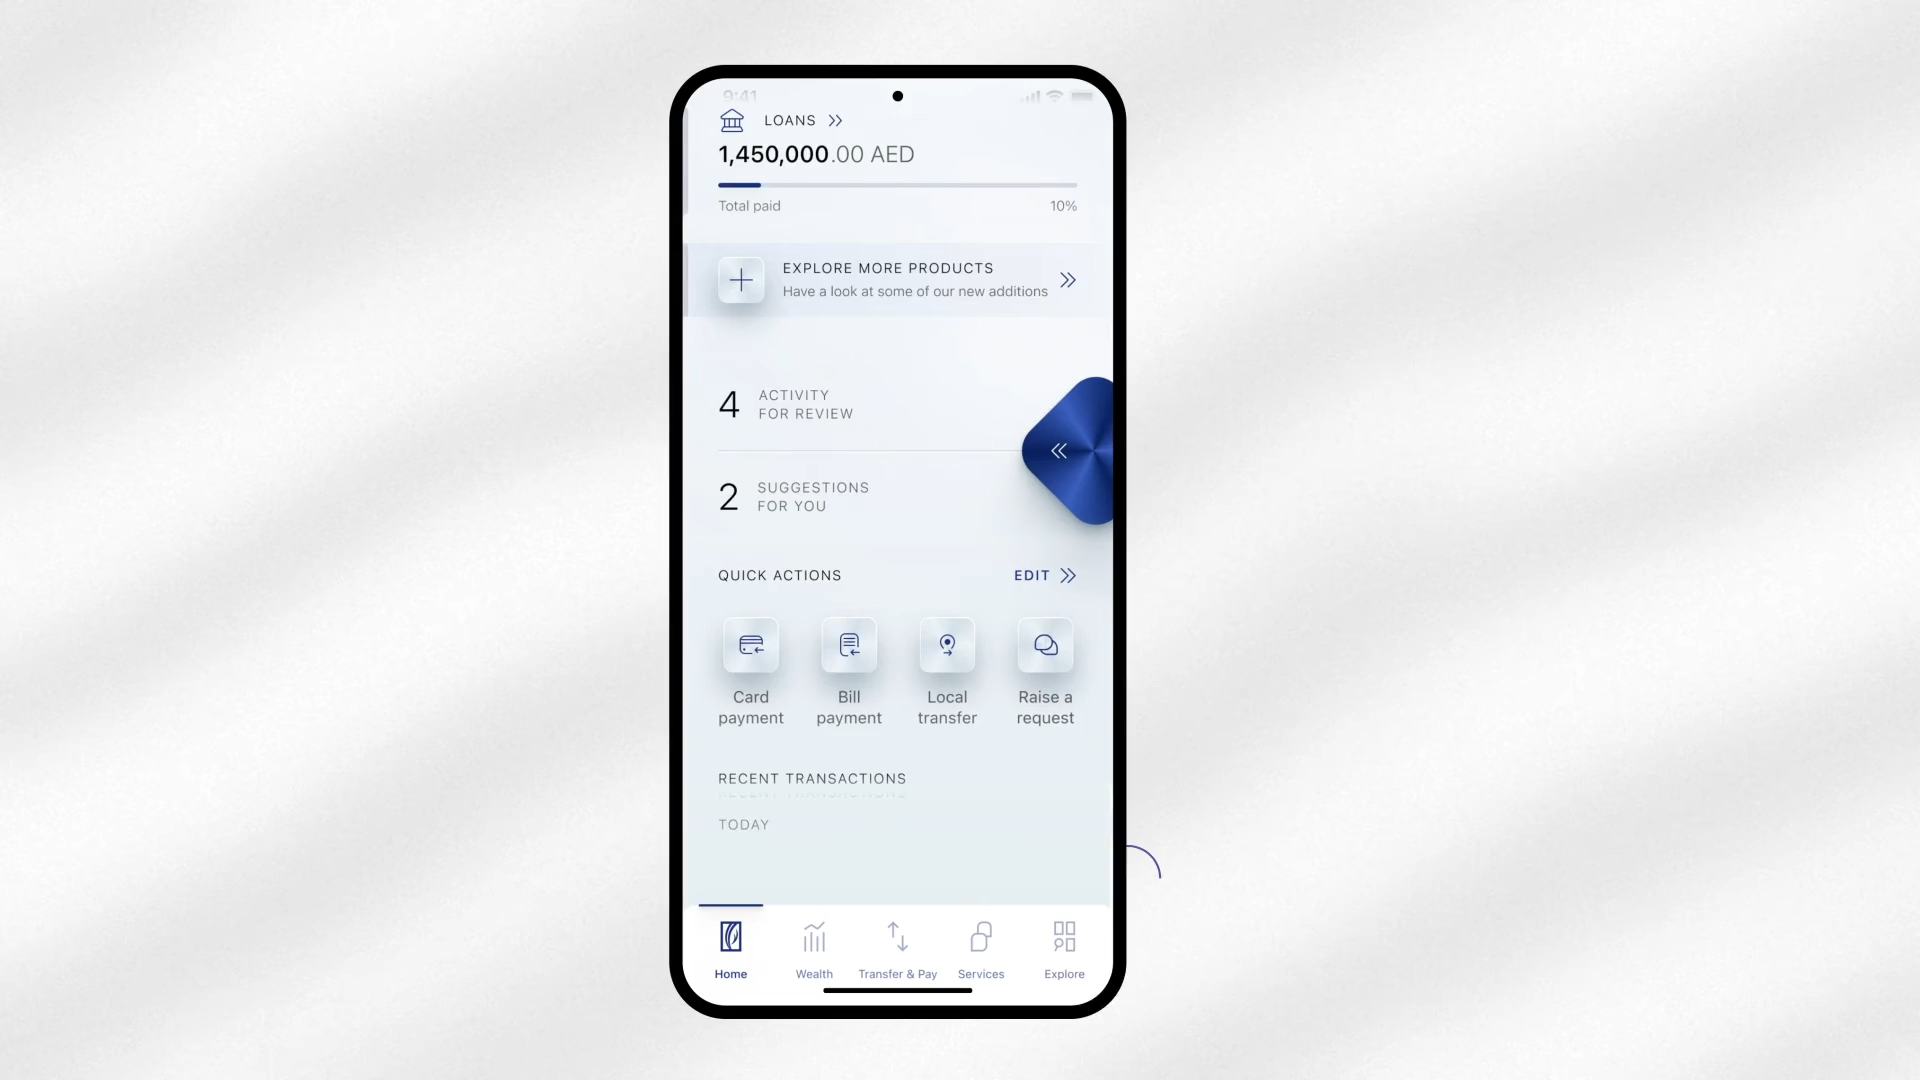 9:41
LOANS
1,450,000.00 AED
Total paid 10%
EXPLORE MORE PRODUCTS
Have a look at some of our new additions
4 ACTIVITY
FOR REVIEW
2 SUGGESTIONS
FOR YOU
QUICK ACTIONS EDIT
Card payment
Bill payment
Local transfer
Raise a request
RECENT TRANSACTIONS
TODAY
Home Wealth Transfer & Pay Services Explore